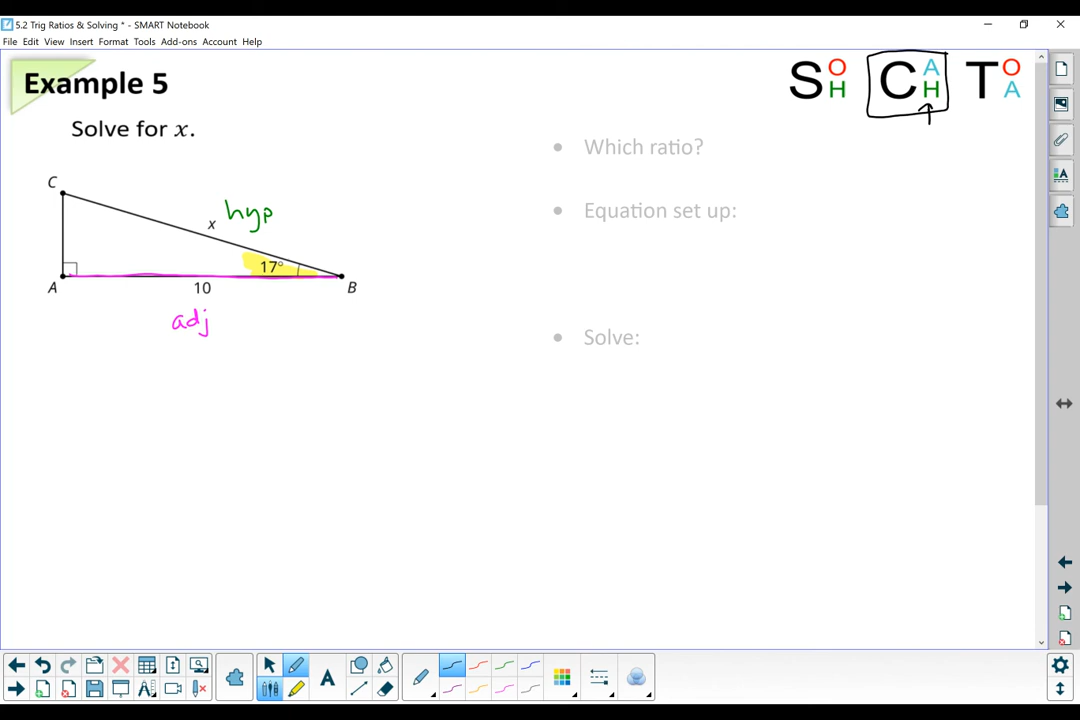 5.2 Trig Ratios & Solving * - SMART Notebook
File Edit View Insert Format Tools Add-ons Account Help
Example 5
S O H C A H T O A
Solve for x.
Which ratio?
Equation set up:
Solve:
C
x hyp
17°
A 10 B
adj